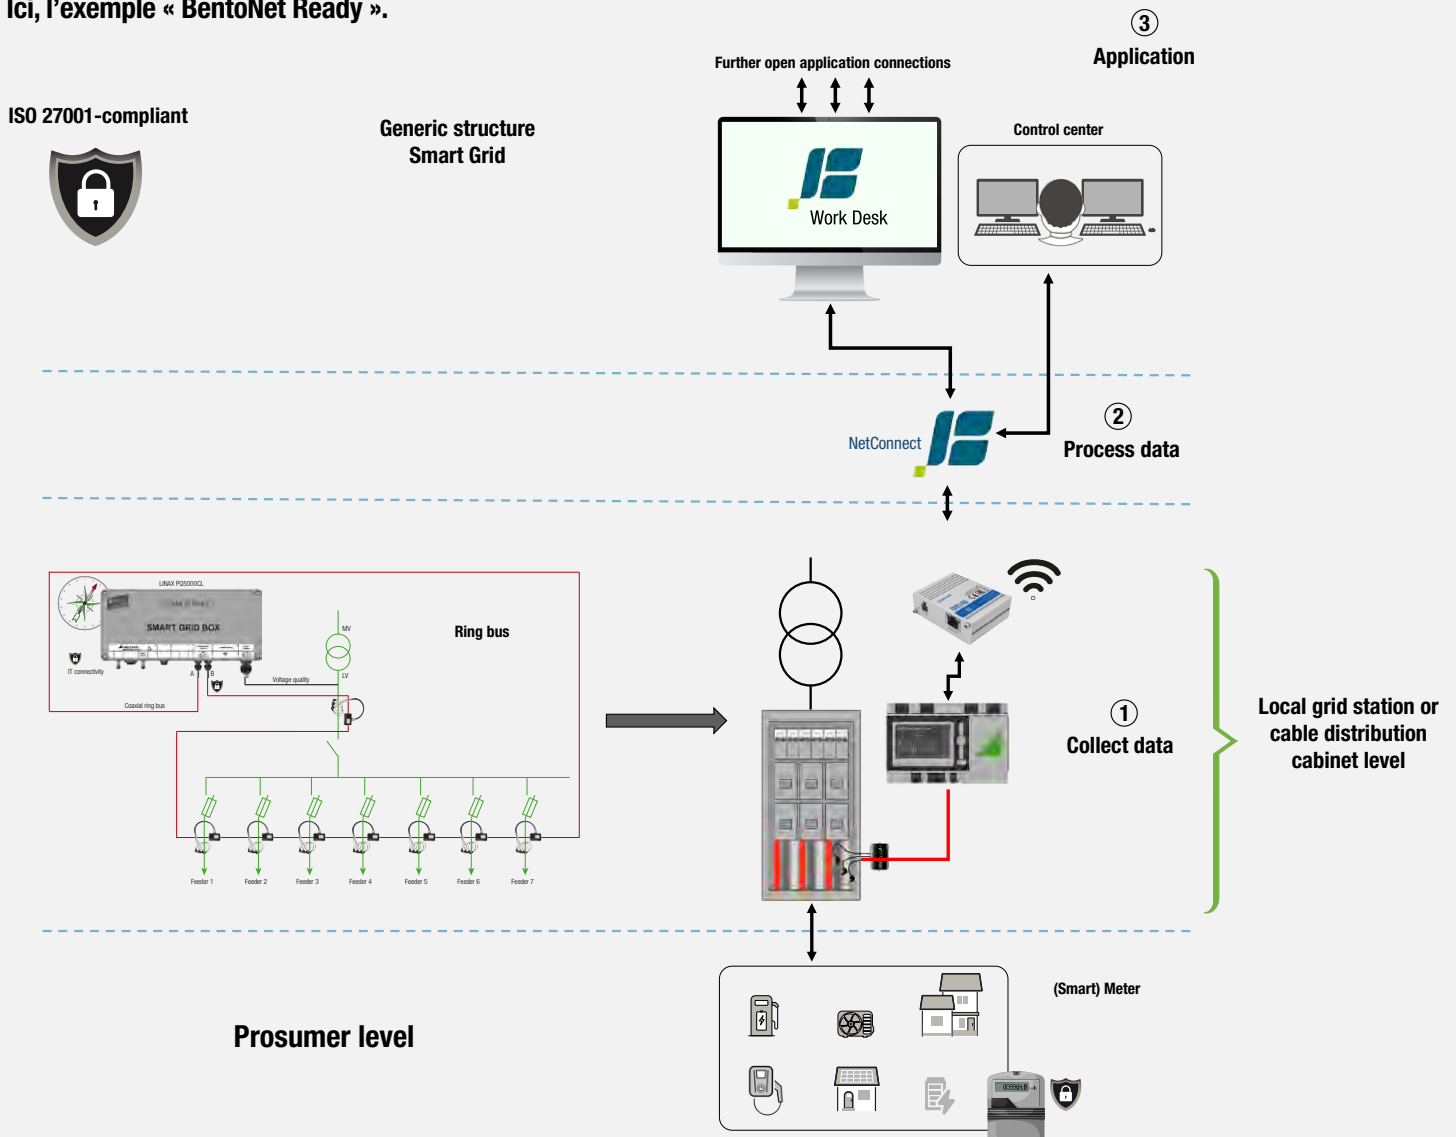 Ici, l'exemple « BentoNet Ready ».
3
Application
Further open application connections
ISO 27001-compliant
Generic structure
Smart Grid
Control center
Work Desk
2
NetConnect
Process data
LINAX PQ5000CL
SMART GRID BOX
MV
Ring bus
IT connectivity
A
B
LV
Voltage quality
Coaxial ring bus
1
Collect data
Local grid station or
cable distribution
cabinet level
Feeder 1
Feeder 2
Feeder 3
Feeder 4
Feeder 5
Feeder 6
Feeder 7
(Smart) Meter
Prosumer level